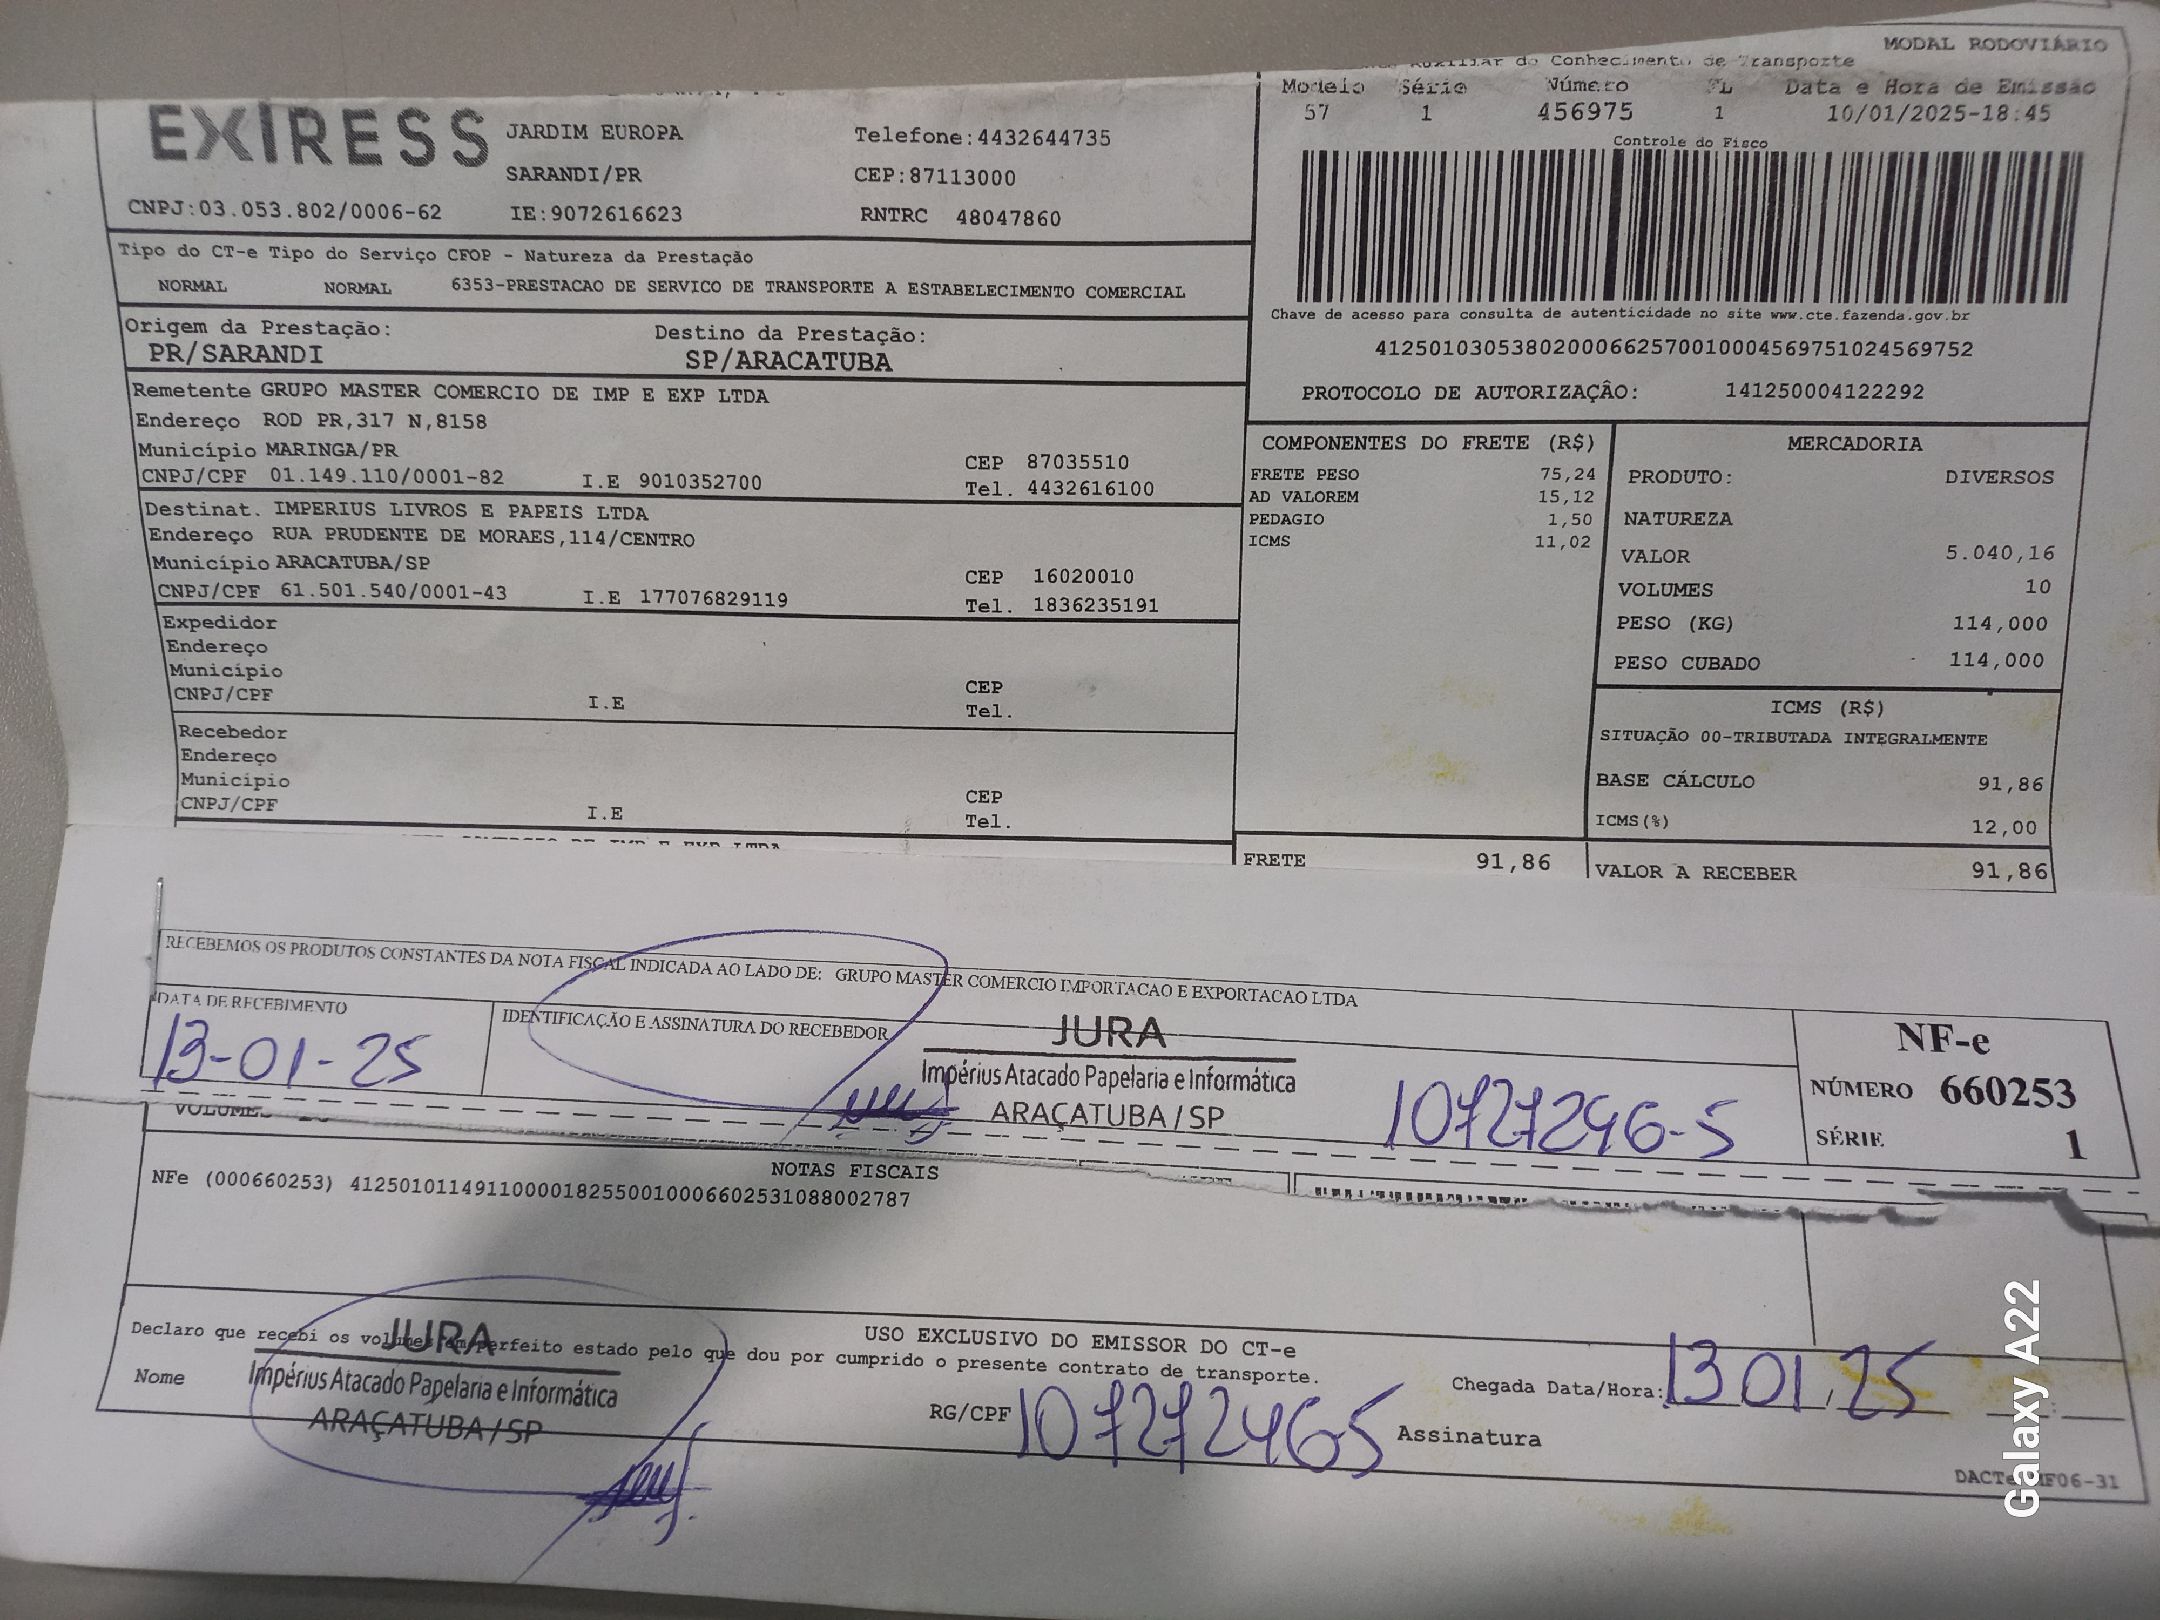 MODAL RODOVIÁRIO
Auxiliar do Conhecimento de Transporte
Modelo Série Número FL Data e Hora de Emissão
57 1 456975 1 10/01/2025-18:45
Controle do Fisco
EXIRESS
JARDIM EUROPA Telefone:4432644735
SARANDI/PR CEP:87113000
CNPJ:03.053.802/0006-62 IE:9072616623 RNTRC 48047860
Tipo do CT-e Tipo do Serviço CFOP - Natureza da Prestação
NORMAL NORMAL 6353-PRESTACAO DE SERVICO DE TRANSPORTE A ESTABELECIMENTO COMERCIAL
Chave de acesso para consulta de autenticidade no site www.cte.fazenda.gov.br
41250103053802000662570010004569751024569752
PROTOCOLO DE AUTORIZAÇÂO: 141250004122292
Origem da Prestação: Destino da Prestação:
PR/SARANDI SP/ARACATUBA
Remetente GRUPO MASTER COMERCIO DE IMP E EXP LTDA
Endereço ROD PR,317 N,8158
Município MARINGA/PR CEP 87035510
CNPJ/CPF 01.149.110/0001-82 I.E 9010352700 Tel. 4432616100
Destinat. IMPERIUS LIVROS E PAPEIS LTDA
Endereço RUA PRUDENTE DE MORAES,114/CENTRO
Município ARACATUBA/SP CEP 16020010
CNPJ/CPF 61.501.540/0001-43 I.E 177076829119 Tel. 1836235191
Expedidor
Endereço
Município CEP
CNPJ/CPF I.E Tel.
Recebedor
Endereço
Município CEP
CNPJ/CPF I.E Tel.
COMPONENTES DO FRETE (R$)
FRETE PESO 75,24
AD VALOREM 15,12
PEDAGIO 1,50
ICMS 11,02
MERCADORIA
PRODUTO: DIVERSOS
NATUREZA
VALOR 5.040,16
VOLUMES 10
PESO (KG) 114,000
PESO CUBADO 114,000
ICMS (R$)
SITUAÇÃO 00-TRIBUTADA INTEGRALMENTE
BASE CÁLCULO 91,86
ICMS(%) 12,00
FRETE 91,86 VALOR A RECEBER 91,86
RECEBEMOS OS PRODUTOS CONSTANTES DA NOTA FISCAL INDICADA AO LADO DE: GRUPO MASTER COMERCIO IMPORTACAO E EXPORTACAO LTDA
DATA DE RECEBIMENTO IDENTIFICAÇÃO E ASSINATURA DO RECEBEDOR
13-01-25
JURA
Impérius Atacado Papelaria e Informática
ARAÇATUBA/SP
10727246-5
NF-e
NÚMERO 660253
SÉRIE 1
NOTAS FISCAIS
NFe (000660253) 41250101149110000182550010006602531088002787
USO EXCLUSIVO DO EMISSOR DO CT-e
Declaro que recebi os volumes em perfeito estado pelo que dou por cumprido o presente contrato de transporte.
JURA
Impérius Atacado Papelaria e Informática
ARAÇATUBA/SP
Nome RG/CPF 10727246-5 Assinatura
Chegada Data/Hora: 13 01.25
Galaxy A22